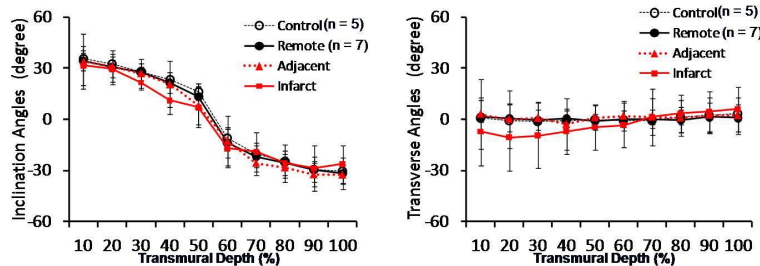 Control (n = 5)
Remote (n = 7)
Adjacent
Infarct
Inclination Angles (degree)
60
30
0
-30
-60
10 20 30 40 50 60 70 80 90 100
Transmural Depth (%)
Control (n = 5)
Remote (n = 7)
Adjacent
Infarct
Transverse Angles (degree)
60
30
0
-30
-60
10 20 30 40 50 60 70 80 90 100
Transmural Depth (%)